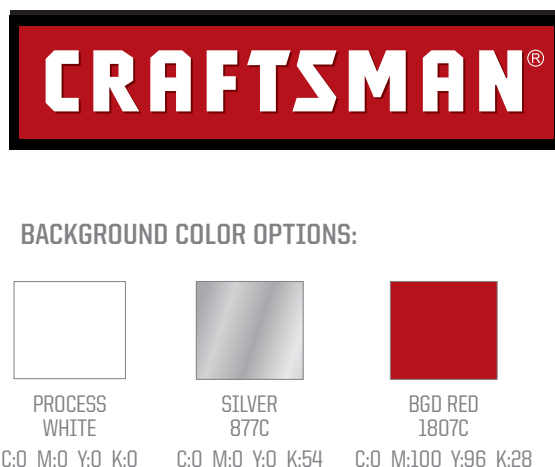 CRAFTSMAN®
BACKGROUND COLOR OPTIONS:
PROCESS WHITE
C:0 M:0 Y:0 K:0
SILVER 877C
C:0 M:0 Y:0 K:54
BGD RED 1807C
C:0 M:100 Y:96 K:28